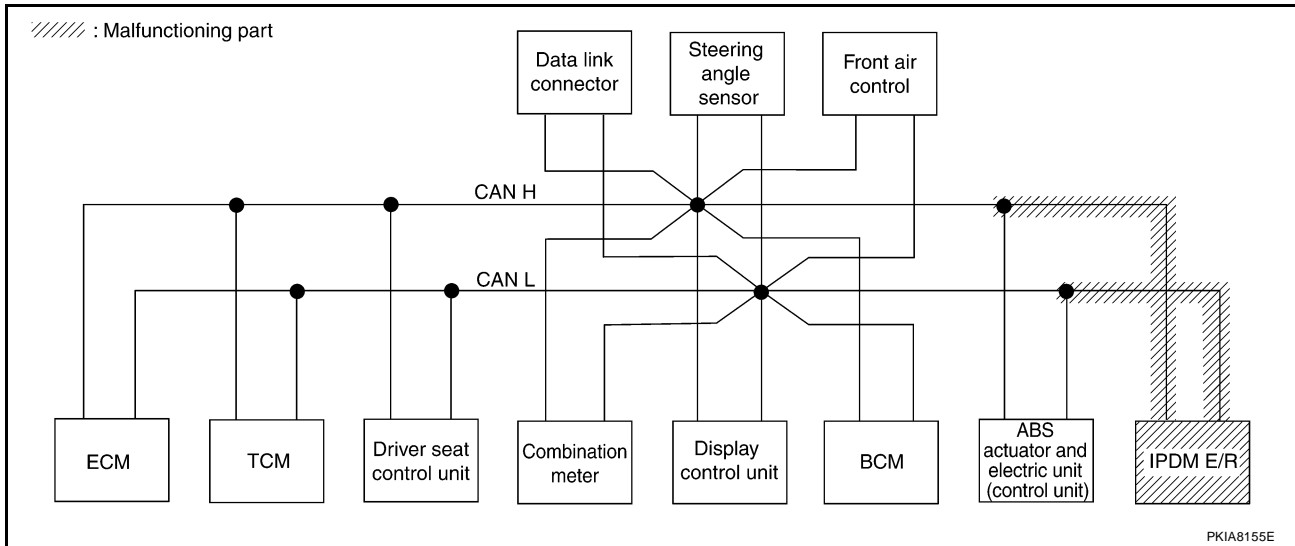 : Malfunctioning part
Data link
connector
Steering
angle
sensor
Front air
control
CAN H
CAN L
ECM
TCM
Driver seat
control unit
Combination
meter
Display
control unit
BCM
ABS
actuator and
electric unit
(control unit)
IPDM E/R
PKIA8155E